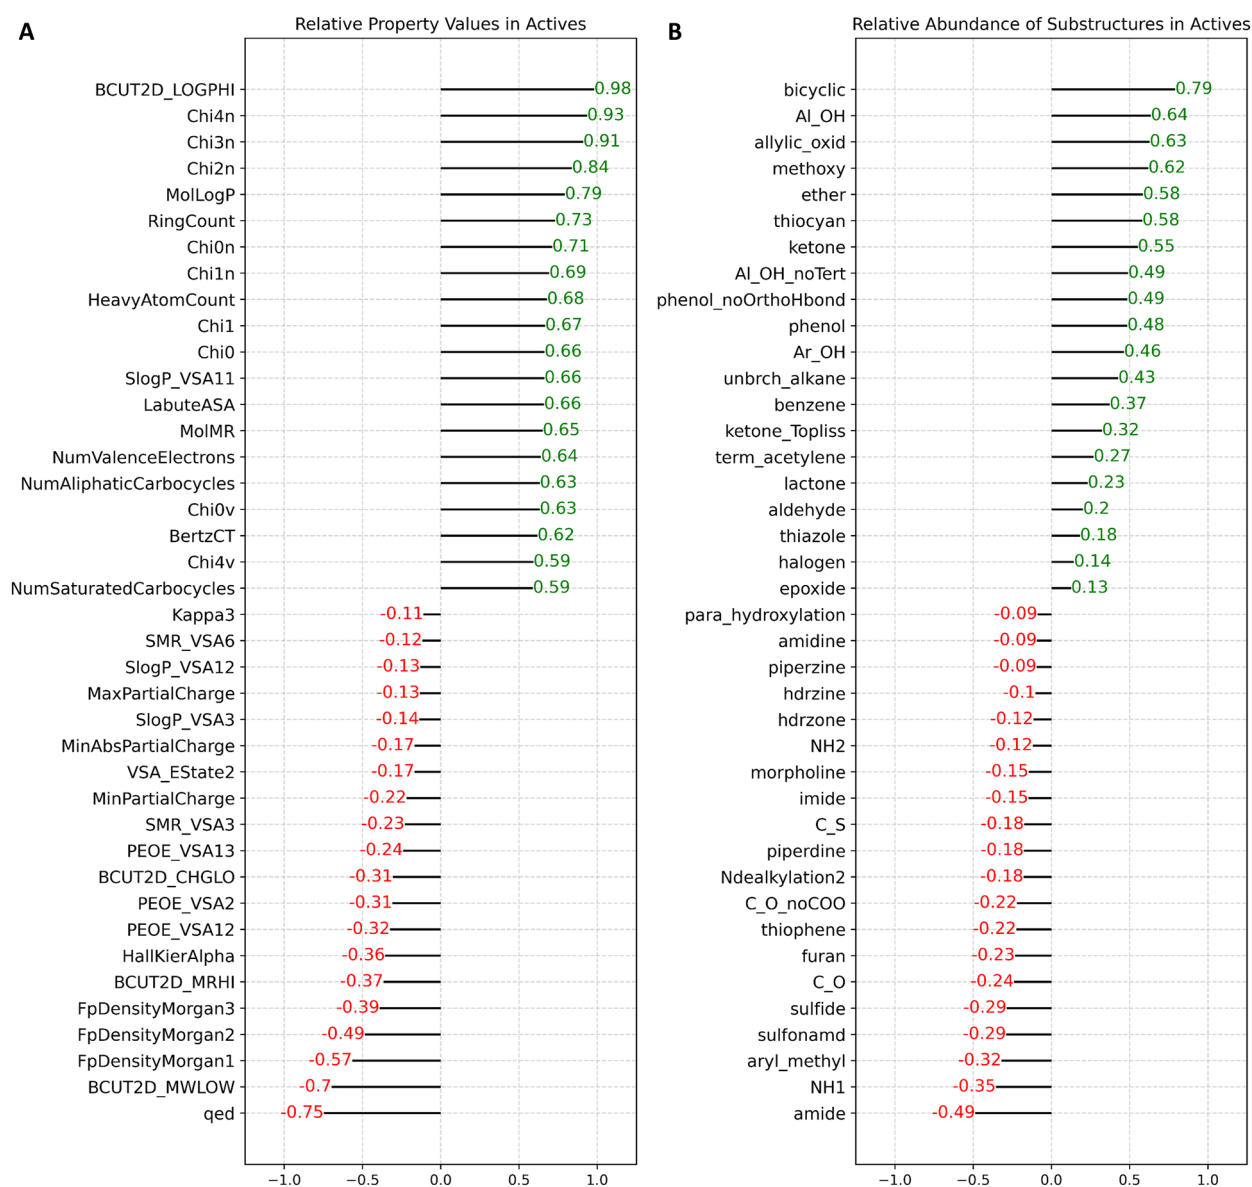 A
Relative Property Values in Actives
BCUT2D_LOGPHI 0.98
Chi4n 0.93
Chi3n 0.91
Chi2n 0.84
MolLogP 0.79
RingCount 0.73
Chi0n 0.71
Chi1n 0.69
HeavyAtomCount 0.68
Chi1 0.67
Chi0 0.66
SlogP_VSA11 0.66
LabuteASA 0.66
MolMR 0.65
NumValenceElectrons 0.64
NumAliphaticCarbocycles 0.63
Chi0v 0.63
BertzCT 0.62
Chi4v 0.59
NumSaturatedCarbocycles 0.59
Kappa3 -0.11
SMR_VSA6 -0.12
SlogP_VSA12 -0.13
MaxPartialCharge -0.13
SlogP_VSA3 -0.14
MinAbsPartialCharge -0.17
VSA_EState2 -0.17
MinPartialCharge -0.22
SMR_VSA3 -0.23
PEOE_VSA13 -0.24
BCUT2D_CHGLO -0.31
PEOE_VSA2 -0.31
PEOE_VSA12 -0.32
HallKierAlpha -0.36
BCUT2D_MRHI -0.37
FpDensityMorgan3 -0.39
FpDensityMorgan2 -0.49
FpDensityMorgan1 -0.57
BCUT2D_MWLOW -0.7
qed -0.75
−1.0 −0.5 0.0 0.5 1.0
B
Relative Abundance of Substructures in Actives
bicyclic 0.79
Al_OH 0.64
allylic_oxid 0.63
methoxy 0.62
ether 0.58
thiocyan 0.58
ketone 0.55
Al_OH_noTert 0.49
phenol_noOrthoHbond 0.49
phenol 0.48
Ar_OH 0.46
unbrch_alkane 0.43
benzene 0.37
ketone_Topliss 0.32
term_acetylene 0.27
lactone 0.23
aldehyde 0.2
thiazole 0.18
halogen 0.14
epoxide 0.13
para_hydroxylation -0.09
amidine -0.09
piperzine -0.09
hdrzine -0.1
hdrzone -0.12
NH2 -0.12
morpholine -0.15
imide -0.15
C_S -0.18
piperdine -0.18
Ndealkylation2 -0.18
C_O_noCOO -0.22
thiophene -0.22
furan -0.23
C_O -0.24
sulfide -0.29
sulfonamd -0.29
aryl_methyl -0.32
NH1 -0.35
amide -0.49
−1.0 −0.5 0.0 0.5 1.0